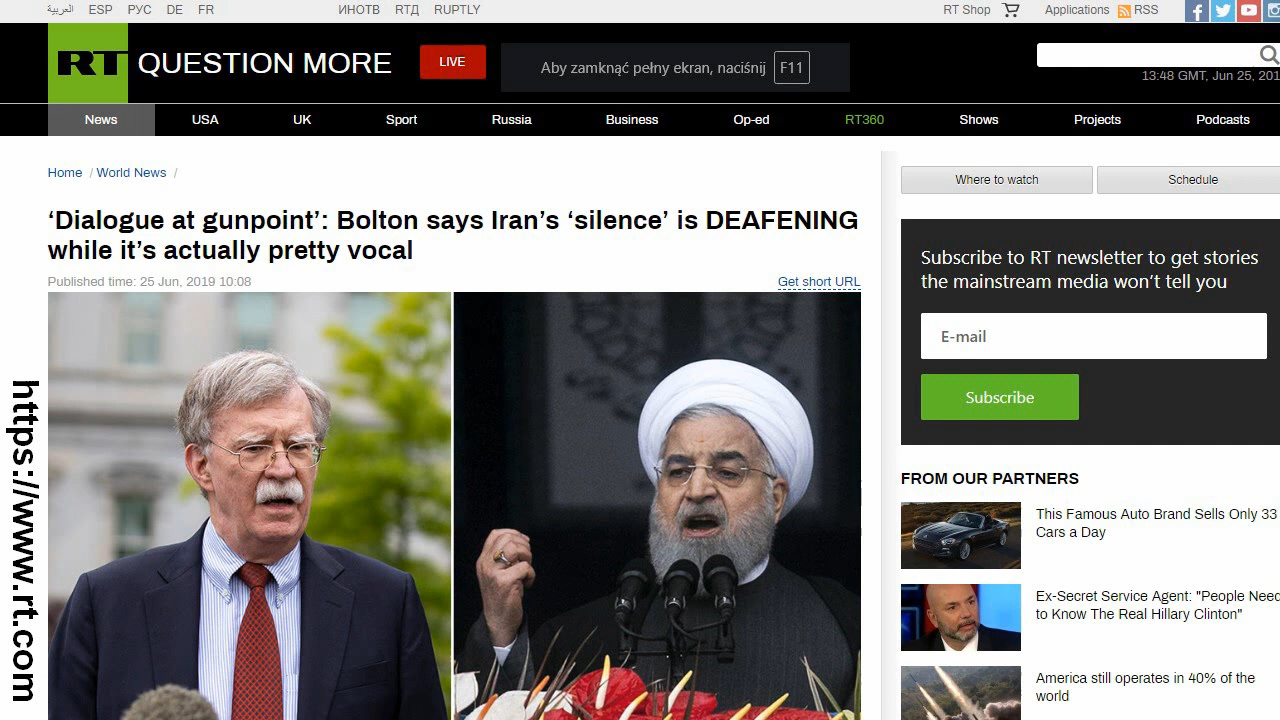 العربية ESP РУС DE FR ИНОТВ RTД RUPTLY RT Shop Applications RSS
RT QUESTION MORE LIVE
Aby zamknąć pełny ekran, naciśnij F11
13:48 GMT, Jun 25, 201
News USA UK Sport Russia Business Op-ed RT360 Shows Projects Podcasts
Home / World News /
Where to watch Schedule
‘Dialogue at gunpoint’: Bolton says Iran’s ‘silence’ is DEAFENING
while it’s actually pretty vocal
Published time: 25 Jun, 2019 10:08 Get short URL
Subscribe to RT newsletter to get stories
the mainstream media won’t tell you
E-mail
Subscribe
FROM OUR PARTNERS
This Famous Auto Brand Sells Only 33
Cars a Day
Ex-Secret Service Agent: "People Need
to Know The Real Hillary Clinton"
America still operates in 40% of the
world
https://www.rt.com